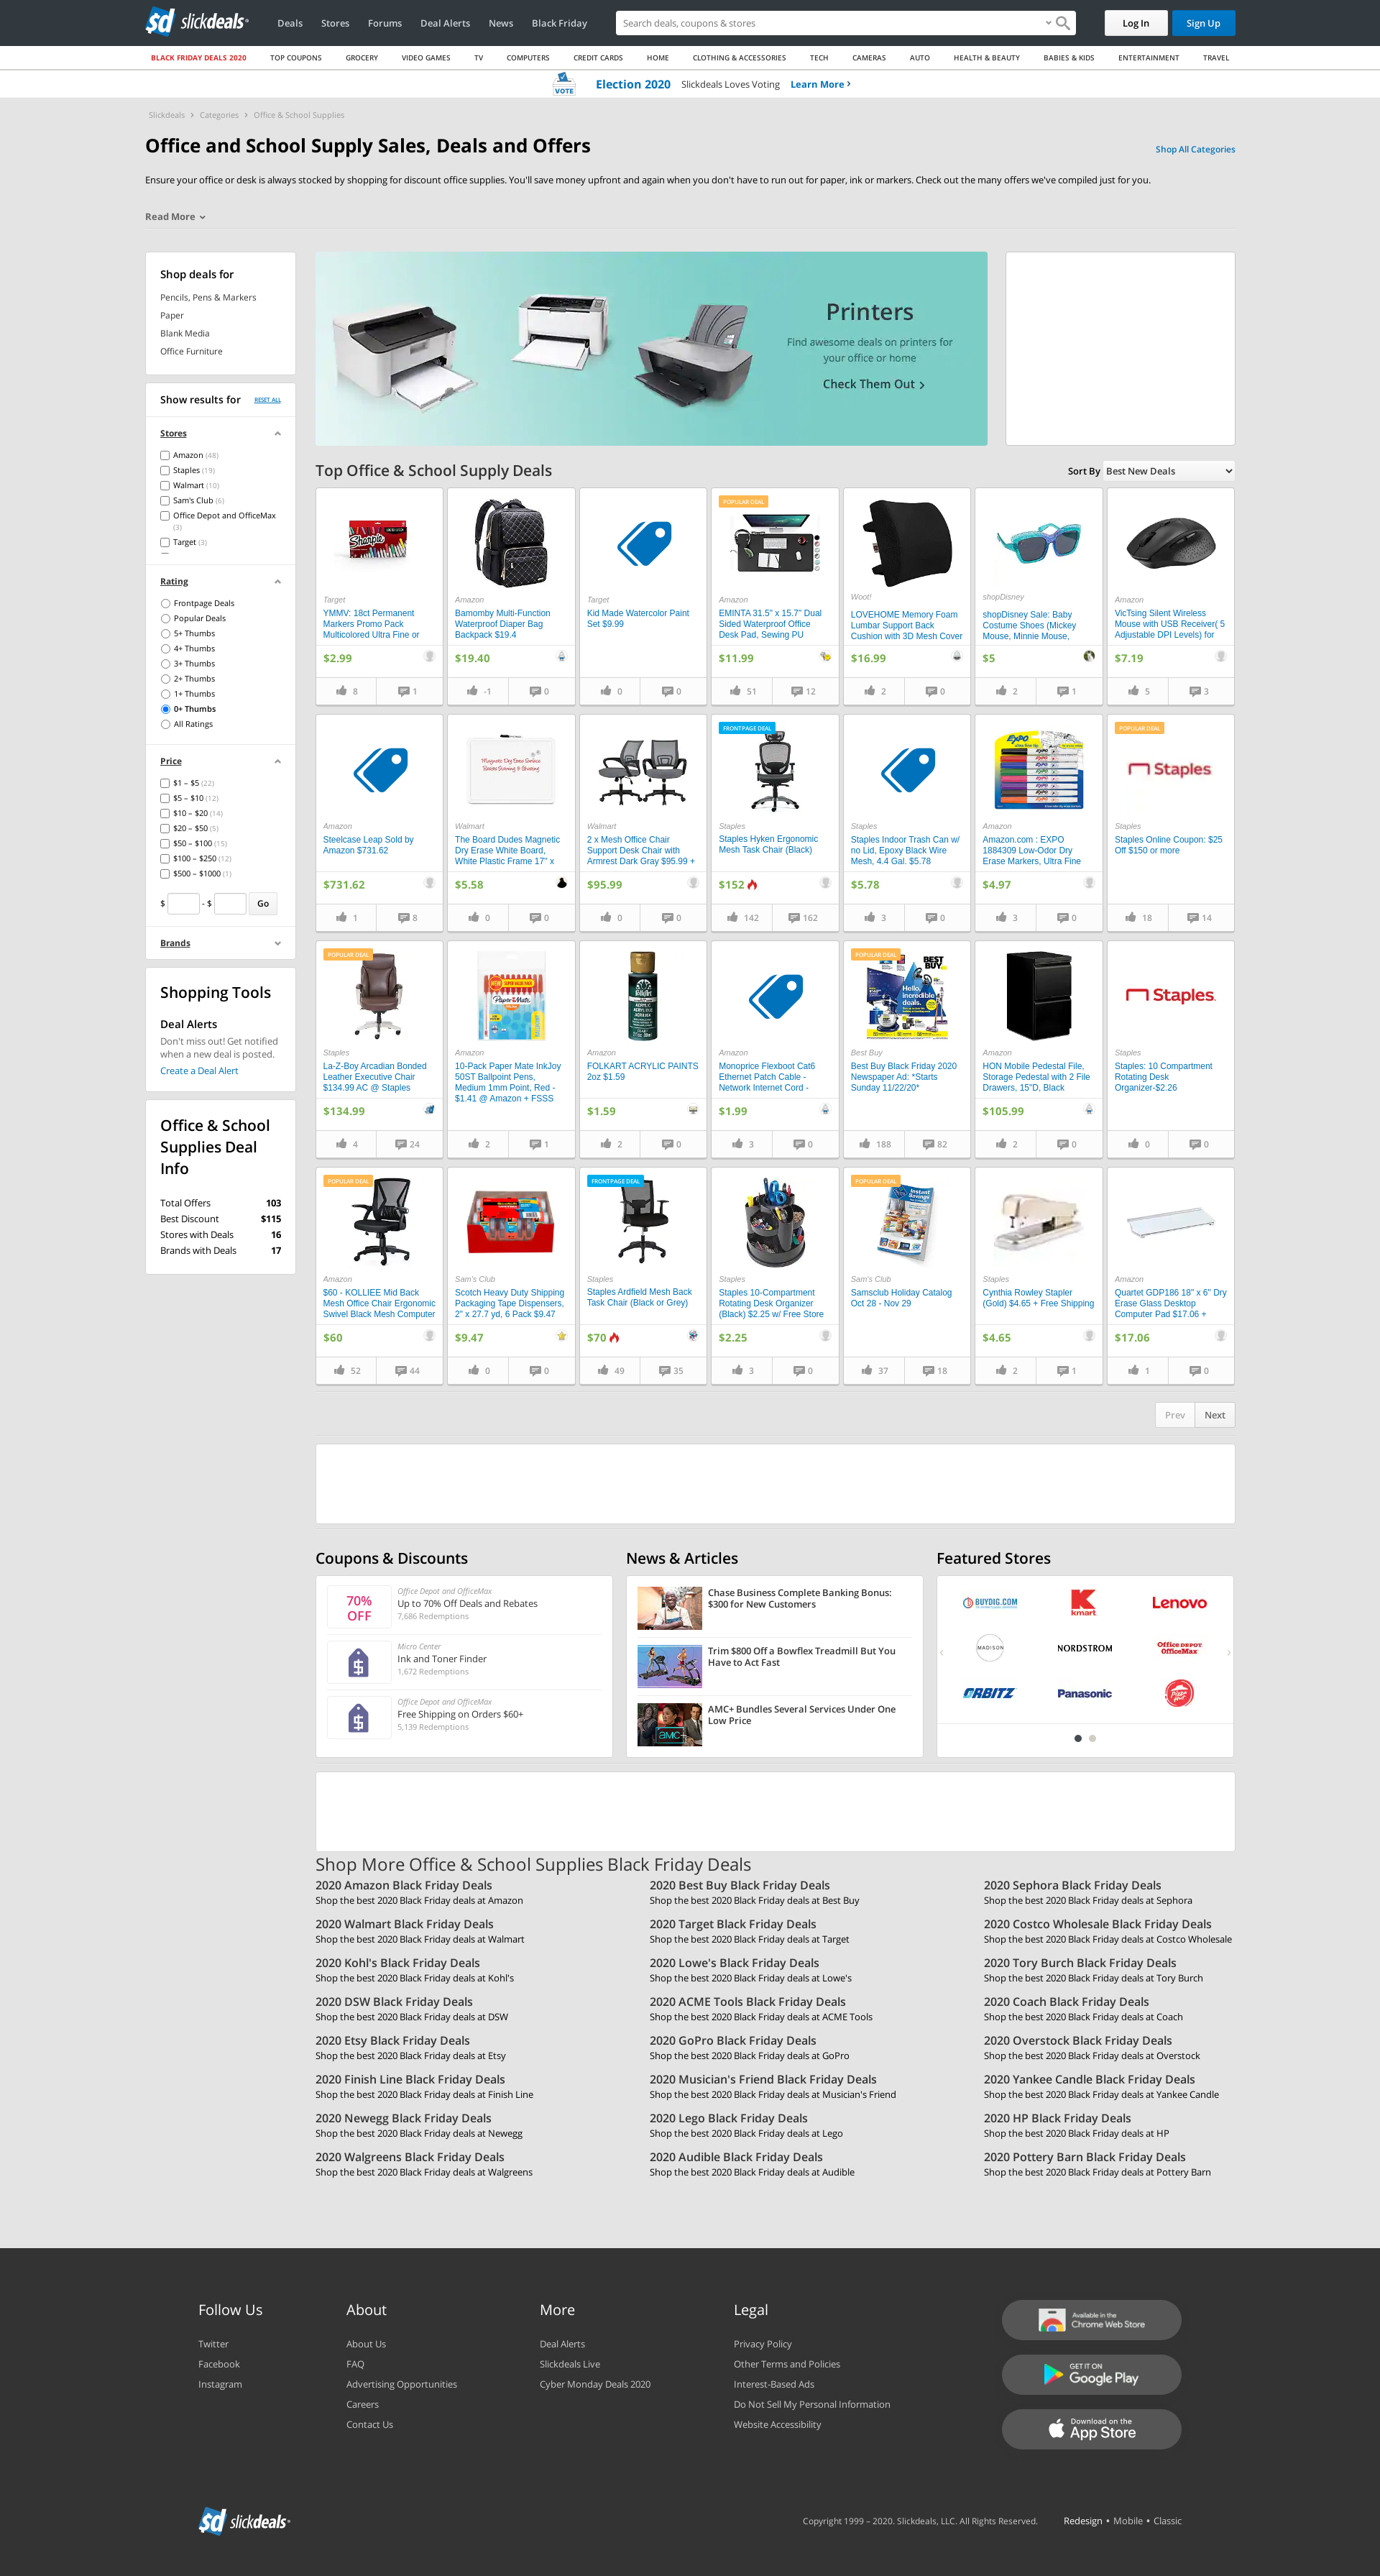 slickdeals
Deals
Stores
Forums
Deal Alerts
News
Black Friday
Search deals, coupons & stores
Log In
Sign Up
BLACK FRIDAY DEALS 2020
TOP COUPONS
GROCERY
VIDEO GAMES
TV
COMPUTERS
CREDIT CARDS
HOME
CLOTHING & ACCESSORIES
TECH
CAMERAS
AUTO
HEALTH & BEAUTY
BABIES & KIDS
ENTERTAINMENT
TRAVEL
VOTE
Election 2020 Slickdeals Loves Voting Learn More
Slickdeals > Categories > Office & School Supplies
Office and School Supply Sales, Deals and Offers
Shop All Categories
Ensure your office or desk is always stocked by shopping for discount office supplies. You'll save money upfront and again when you don't have to run out for paper, ink or markers. Check out the many offers we've compiled just for you.
Read More
Shop deals for
Pencils, Pens & Markers
Paper
Blank Media
Office Furniture
Show results for RESET ALL
Stores
Amazon (48)
Staples (19)
Walmart (10)
Sam's Club (6)
Office Depot and OfficeMax
(3)
Target (3)
Rating
Frontpage Deals
Popular Deals
5+ Thumbs
4+ Thumbs
3+ Thumbs
2+ Thumbs
1+ Thumbs
0+ Thumbs
All Ratings
Price
$1 – $5 (22)
$5 – $10 (12)
$10 – $20 (14)
$20 – $50 (5)
$50 – $100 (15)
$100 – $250 (12)
$500 – $1000 (1)
$ - $ Go
Brands
Shopping Tools
Deal Alerts
Don't miss out! Get notified
when a new deal is posted.
Create a Deal Alert
Office & School
Supplies Deal
Info
Total Offers 103
Best Discount $115
Stores with Deals 16
Brands with Deals 17
Printers
Find awesome deals on printers for
your office or home
Check Them Out
Top Office & School Supply Deals
Sort By Best New Deals
Sharpie
Target
YMMV: 18ct Permanent
Markers Promo Pack
Multicolored Ultra Fine or
$2.99
8 1
Amazon
Bamomby Multi-Function
Waterproof Diaper Bag
Backpack $19.4
$19.40
-1 0
Target
Kid Made Watercolor Paint
Set $9.99
0 0
POPULAR DEAL
Amazon
EMINTA 31.5" x 15.7" Dual
Sided Waterproof Office
Desk Pad, Sewing PU
$11.99
51 12
Woot!
LOVEHOME Memory Foam
Lumbar Support Back
Cushion with 3D Mesh Cover
$16.99
2 0
shopDisney
shopDisney Sale: Baby
Costume Shoes (Mickey
Mouse, Minnie Mouse,
$5
2 1
Amazon
VicTsing Silent Wireless
Mouse with USB Receiver( 5
Adjustable DPI Levels) for
$7.19
5 3
Amazon
Steelcase Leap Sold by
Amazon $731.62
$731.62
1 8
Magnetic Dry Erase Surface
Walmart
The Board Dudes Magnetic
Dry Erase White Board,
White Plastic Frame 17" x
$5.58
0 0
Walmart
2 x Mesh Office Chair
Support Desk Chair with
Armrest Dark Gray $95.99 +
$95.99
0 0
FRONTPAGE DEAL
Staples
Staples Hyken Ergonomic
Mesh Task Chair (Black)
$152
142 162
Staples
Staples Indoor Trash Can w/
no Lid, Epoxy Black Wire
Mesh, 4.4 Gal. $5.78
$5.78
3 0
EXPO
Amazon
Amazon.com : EXPO
1884309 Low-Odor Dry
Erase Markers, Ultra Fine
$4.97
3 0
POPULAR DEAL
Staples
Staples
Staples Online Coupon: $25
Off $150 or more
18 14
POPULAR DEAL
Staples
La-Z-Boy Arcadian Bonded
Leather Executive Chair
$134.99 AC @ Staples
$134.99
4 24
PaperMate
Amazon
10-Pack Paper Mate InkJoy
50ST Ballpoint Pens,
Medium 1mm Point, Red -
$1.41 @ Amazon + FSSS
2 1
Amazon
FOLKART ACRYLIC PAINTS
2oz $1.59
$1.59
2 0
Amazon
Monoprice Flexboot Cat6
Ethernet Patch Cable -
Network Internet Cord -
$1.99
3 0
POPULAR DEAL
BEST BUY
Hello, incredible deals.
Best Buy
Best Buy Black Friday 2020
Newspaper Ad: *Starts
Sunday 11/22/20*
188 82
Amazon
HON Mobile Pedestal File,
Storage Pedestal with 2 File
Drawers, 15"D, Black
$105.99
2 0
Staples
Staples
Staples: 10 Compartment
Rotating Desk
Organizer-$2.26
0 0
POPULAR DEAL
Amazon
$60 - KOLLIEE Mid Back
Mesh Office Chair Ergonomic
Swivel Black Mesh Computer
$60
52 44
Sam's Club
Scotch Heavy Duty Shipping
Packaging Tape Dispensers,
2" x 27.7 yd, 6 Pack $9.47
$9.47
0 0
FRONTPAGE DEAL
Staples
Staples Ardfield Mesh Back
Task Chair (Black or Grey)
$70
49 35
Staples
Staples 10-Compartment
Rotating Desk Organizer
(Black) $2.25 w/ Free Store
$2.25
3 0
POPULAR DEAL
Instant Savings
Sam's Club
Samsclub Holiday Catalog
Oct 28 - Nov 29
37 18
Staples
Cynthia Rowley Stapler
(Gold) $4.65 + Free Shipping
$4.65
2 1
Amazon
Quartet GDP186 18" x 6" Dry
Erase Glass Desktop
Computer Pad $17.06 +
$17.06
1 0
Prev Next
Coupons & Discounts
70%
OFF
Office Depot and OfficeMax
Up to 70% Off Deals and Rebates
7,686 Redemptions
Micro Center
Ink and Toner Finder
1,672 Redemptions
Office Depot and OfficeMax
Free Shipping on Orders $60+
5,139 Redemptions
News & Articles
Chase Business Complete Banking Bonus:
$300 for New Customers
Trim $800 Off a Bowflex Treadmill But You
Have to Act Fast
amc+
AMC+ Bundles Several Services Under One
Low Price
Featured Stores
BUYDIG.COM
kmart
Lenovo
MADISON
NORDSTROM
Office DEPOT
OfficeMax
ORBITZ
Panasonic
Pizza Hut
Shop More Office & School Supplies Black Friday Deals
2020 Amazon Black Friday Deals
Shop the best 2020 Black Friday deals at Amazon
2020 Best Buy Black Friday Deals
Shop the best 2020 Black Friday deals at Best Buy
2020 Sephora Black Friday Deals
Shop the best 2020 Black Friday deals at Sephora
2020 Walmart Black Friday Deals
Shop the best 2020 Black Friday deals at Walmart
2020 Target Black Friday Deals
Shop the best 2020 Black Friday deals at Target
2020 Costco Wholesale Black Friday Deals
Shop the best 2020 Black Friday deals at Costco Wholesale
2020 Kohl's Black Friday Deals
Shop the best 2020 Black Friday deals at Kohl's
2020 Lowe's Black Friday Deals
Shop the best 2020 Black Friday deals at Lowe's
2020 Tory Burch Black Friday Deals
Shop the best 2020 Black Friday deals at Tory Burch
2020 DSW Black Friday Deals
Shop the best 2020 Black Friday deals at DSW
2020 ACME Tools Black Friday Deals
Shop the best 2020 Black Friday deals at ACME Tools
2020 Coach Black Friday Deals
Shop the best 2020 Black Friday deals at Coach
2020 Etsy Black Friday Deals
Shop the best 2020 Black Friday deals at Etsy
2020 GoPro Black Friday Deals
Shop the best 2020 Black Friday deals at GoPro
2020 Overstock Black Friday Deals
Shop the best 2020 Black Friday deals at Overstock
2020 Finish Line Black Friday Deals
Shop the best 2020 Black Friday deals at Finish Line
2020 Musician's Friend Black Friday Deals
Shop the best 2020 Black Friday deals at Musician's Friend
2020 Yankee Candle Black Friday Deals
Shop the best 2020 Black Friday deals at Yankee Candle
2020 Newegg Black Friday Deals
Shop the best 2020 Black Friday deals at Newegg
2020 Lego Black Friday Deals
Shop the best 2020 Black Friday deals at Lego
2020 HP Black Friday Deals
Shop the best 2020 Black Friday deals at HP
2020 Walgreens Black Friday Deals
Shop the best 2020 Black Friday deals at Walgreens
2020 Audible Black Friday Deals
Shop the best 2020 Black Friday deals at Audible
2020 Pottery Barn Black Friday Deals
Shop the best 2020 Black Friday deals at Pottery Barn
Follow Us
Twitter
Facebook
Instagram
About
About Us
FAQ
Advertising Opportunities
Careers
Contact Us
More
Deal Alerts
Slickdeals Live
Cyber Monday Deals 2020
Legal
Privacy Policy
Other Terms and Policies
Interest-Based Ads
Do Not Sell My Personal Information
Website Accessibility
Available in the
Chrome Web Store
GET IT ON
Google Play
Download on the
App Store
slickdeals
Copyright 1999 – 2020. Slickdeals, LLC. All Rights Reserved.
Redesign • Mobile • Classic